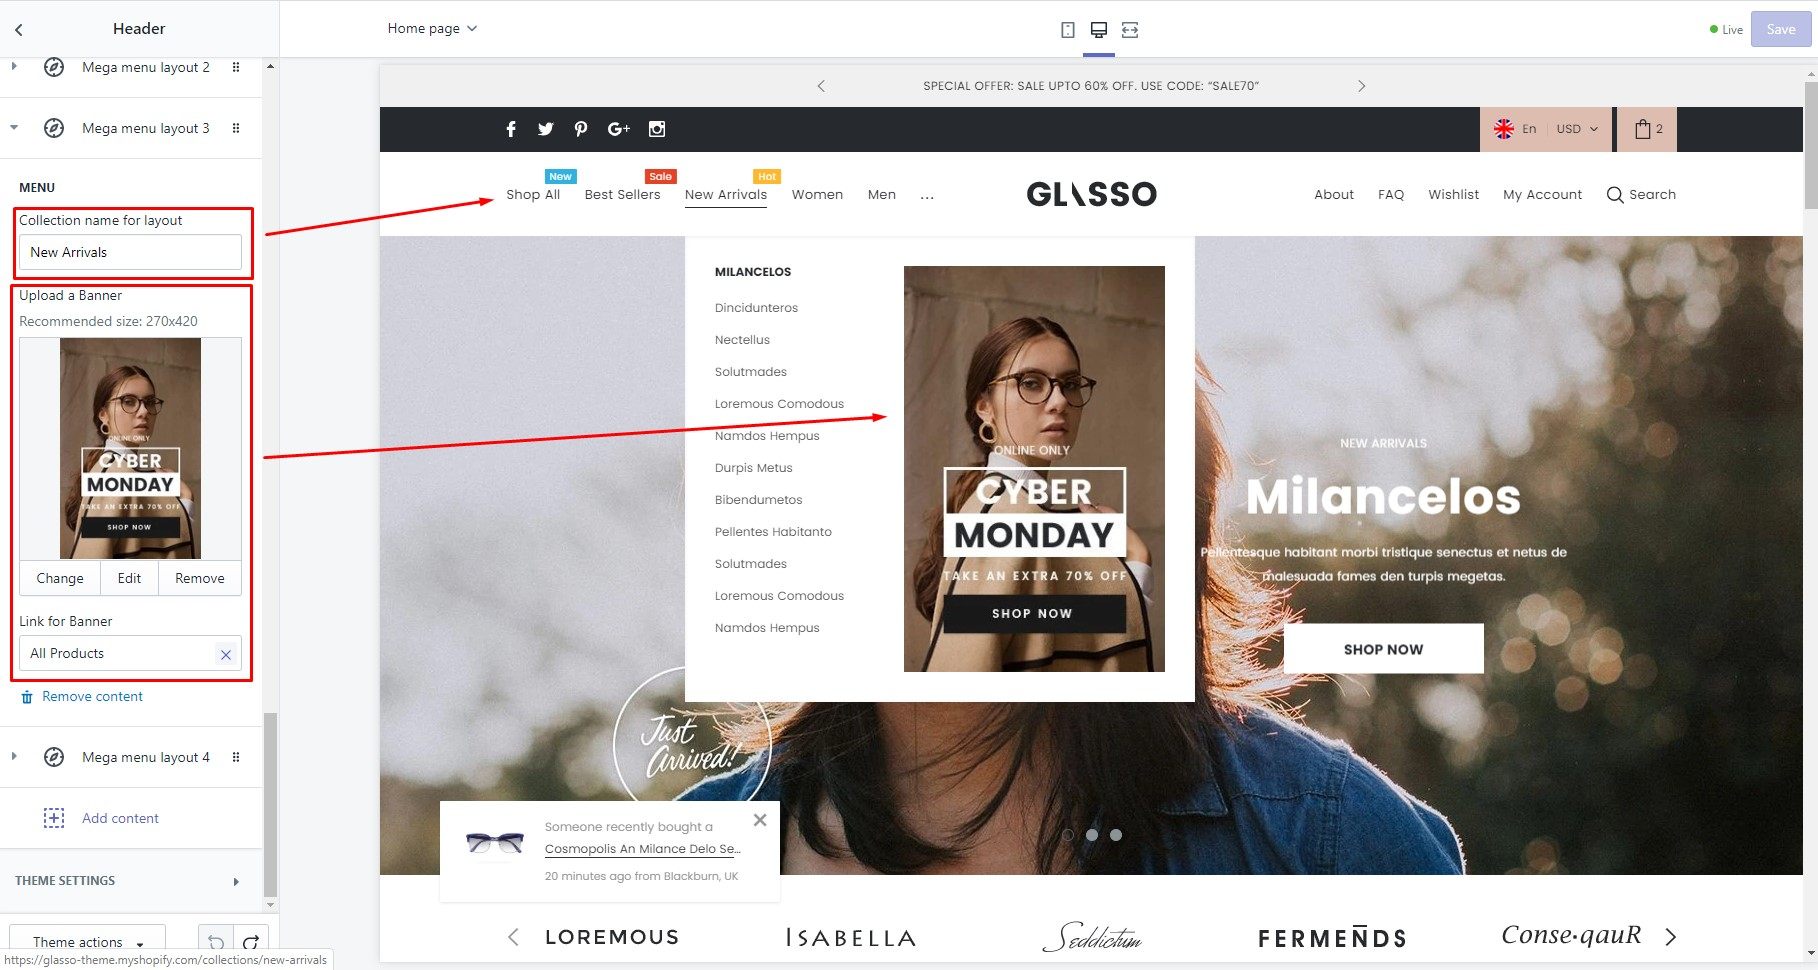 Header
Home page
Live
Save
Mega menu layout 2
Mega menu layout 3
MENU
Collection name for layout
New Arrivals
Upload a Banner
Recommended size: 270x420
ONLINE ONLY
CYBER
MONDAY
TAKE AN EXTRA 70% OFF
SHOP NOW
Change
Edit
Remove
Link for Banner
All Products
Remove content
Mega menu layout 4
Add content
THEME SETTINGS
Theme actions
https://glasso-theme.myshopify.com/collections/new-arrivals
SPECIAL OFFER: SALE UPTO 60% OFF. USE CODE: “SALE70”
En
USD
2
New
Sale
Hot
Shop All
Best Sellers
New Arrivals
Women
Men
...
GLASSO
About
FAQ
Wishlist
My Account
Search
MILANCELOS
Dincidunteros
Nectellus
Solutmades
Loremous Comodous
Namdos Hempus
Durpis Metus
Bibendumetos
Pellentes Habitanto
Solutmades
Loremous Comodous
Namdos Hempus
ONLINE ONLY
CYBER
MONDAY
TAKE AN EXTRA 70% OFF
SHOP NOW
NEW ARRIVALS
Milancelos
Pellentesque habitant morbi tristique senectus et netus de
malesuada fames den turpis megetas.
SHOP NOW
Just
Arrived!
Someone recently bought a
Cosmopolis An Milance Delo Se...
20 minutes ago from Blackburn, UK
LOREMOUS
ISABELLA
Seddictum
FERMEÑDS
Conse·qauR